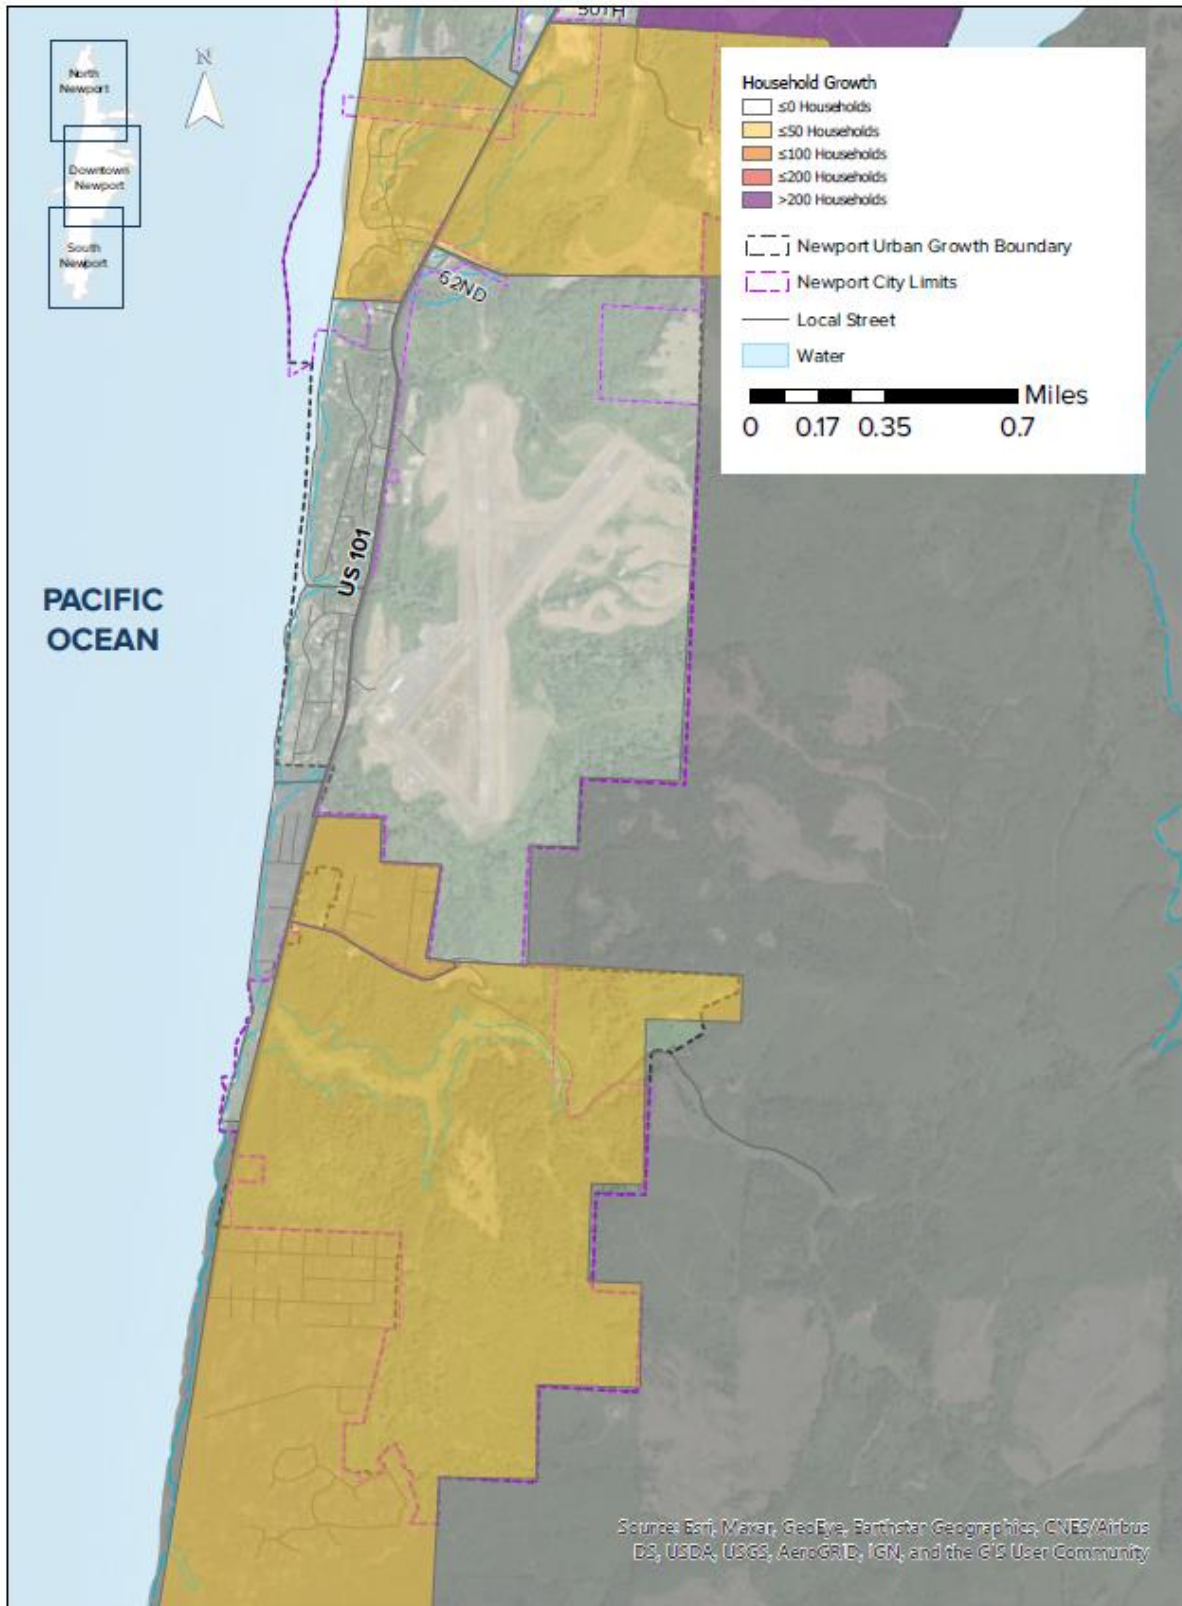 50TH
North
Newport
N
Downtown
Newport
South
Newport
Household Growth
≤0 Households
≤50 Households
≤100 Households
≤200 Households
>200 Households
Newport Urban Growth Boundary
Newport City Limits
Local Street
Water
Miles
0 0.17 0.35 0.7
62ND
US 101
PACIFIC
OCEAN
Source: Esri, Maxar, GeoEye, Earthstar Geographics, CNES/Airbus
DS, USDA, USGS, AeroGRID, IGN, and the GIS User Community